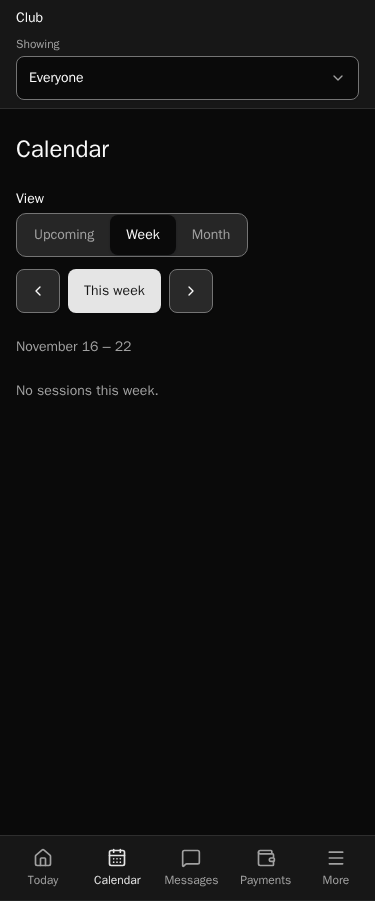 Club
Showing
Everyone
Calendar
View
Upcoming Week Month
This week
November 16 – 22
No sessions this week.
Today Calendar Messages Payments More